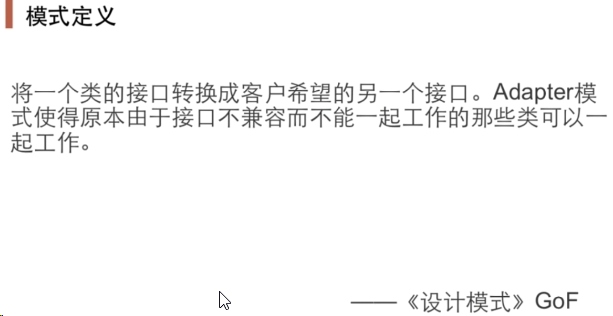 模式定义
将一个类的接口转换成客户希望的另一个接口。Adapter模
式使得原本由于接口不兼容而不能一起工作的那些类可以一
起工作。
——《设计模式》GoF